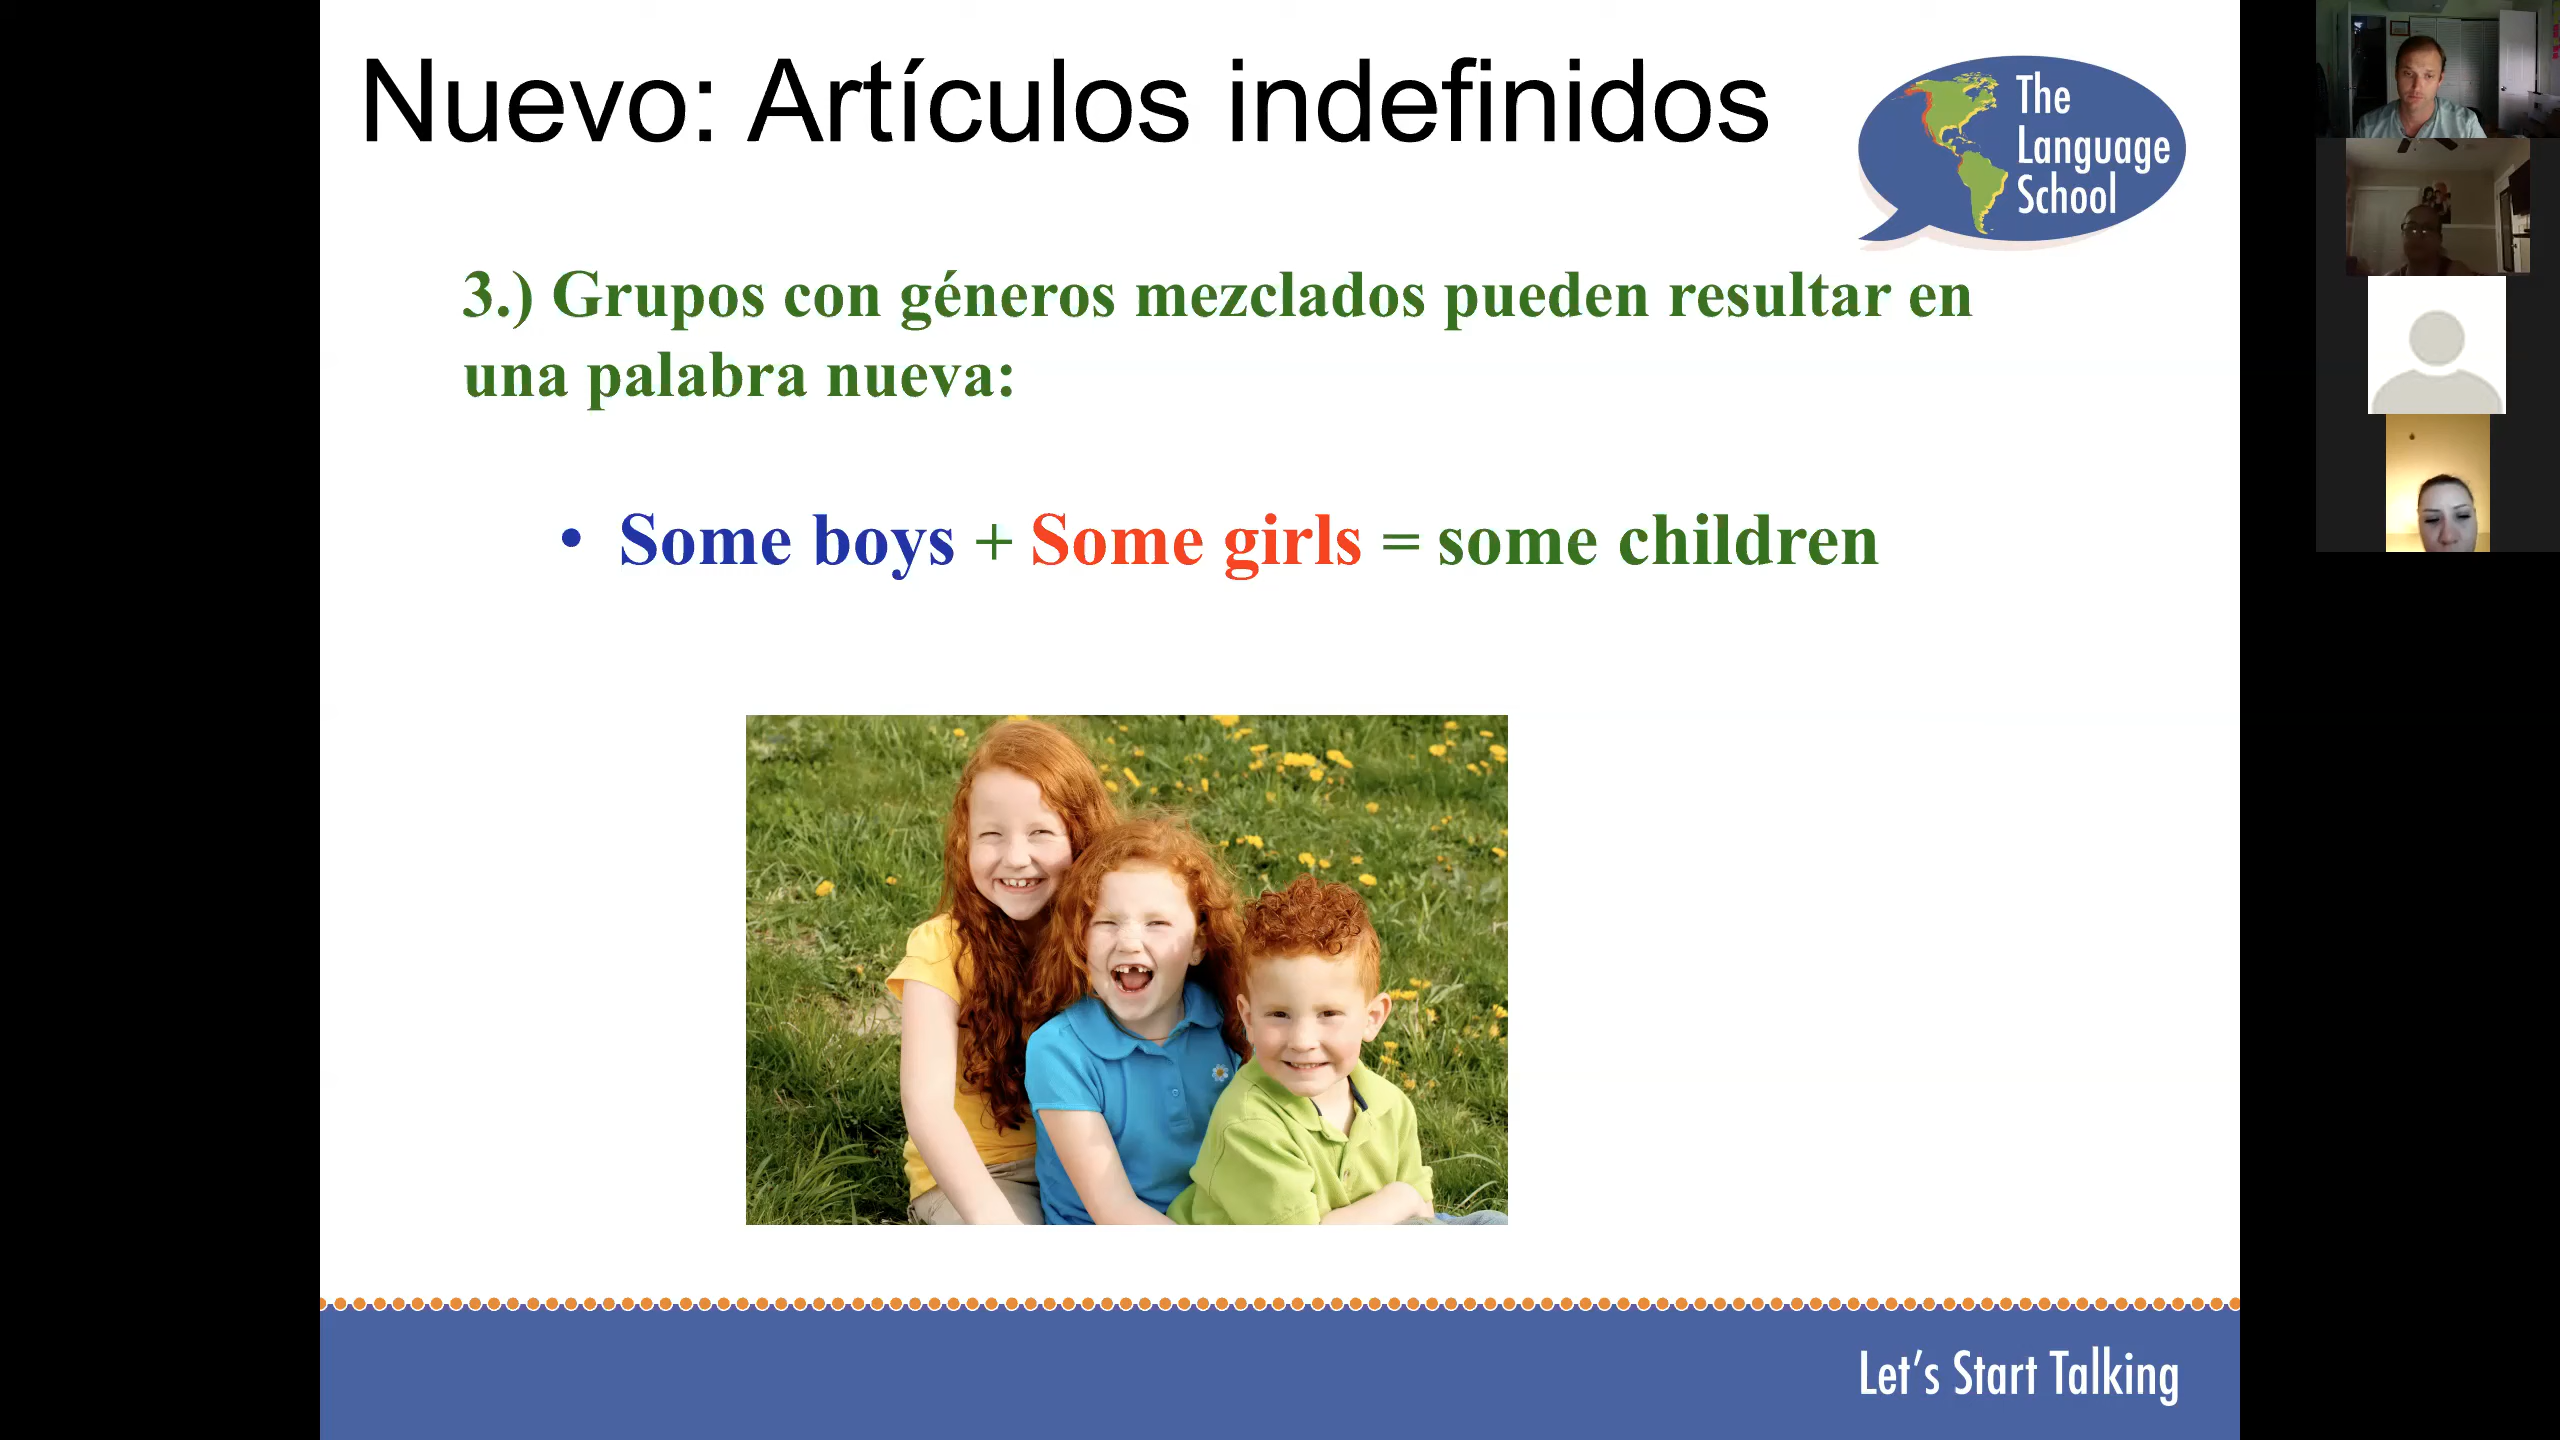 Nuevo: Artículos indefinidos
The
Language
School
3.) Grupos con géneros mezclados pueden resultar en
una palabra nueva:
• Some boys + Some girls = some children
Let's Start Talking